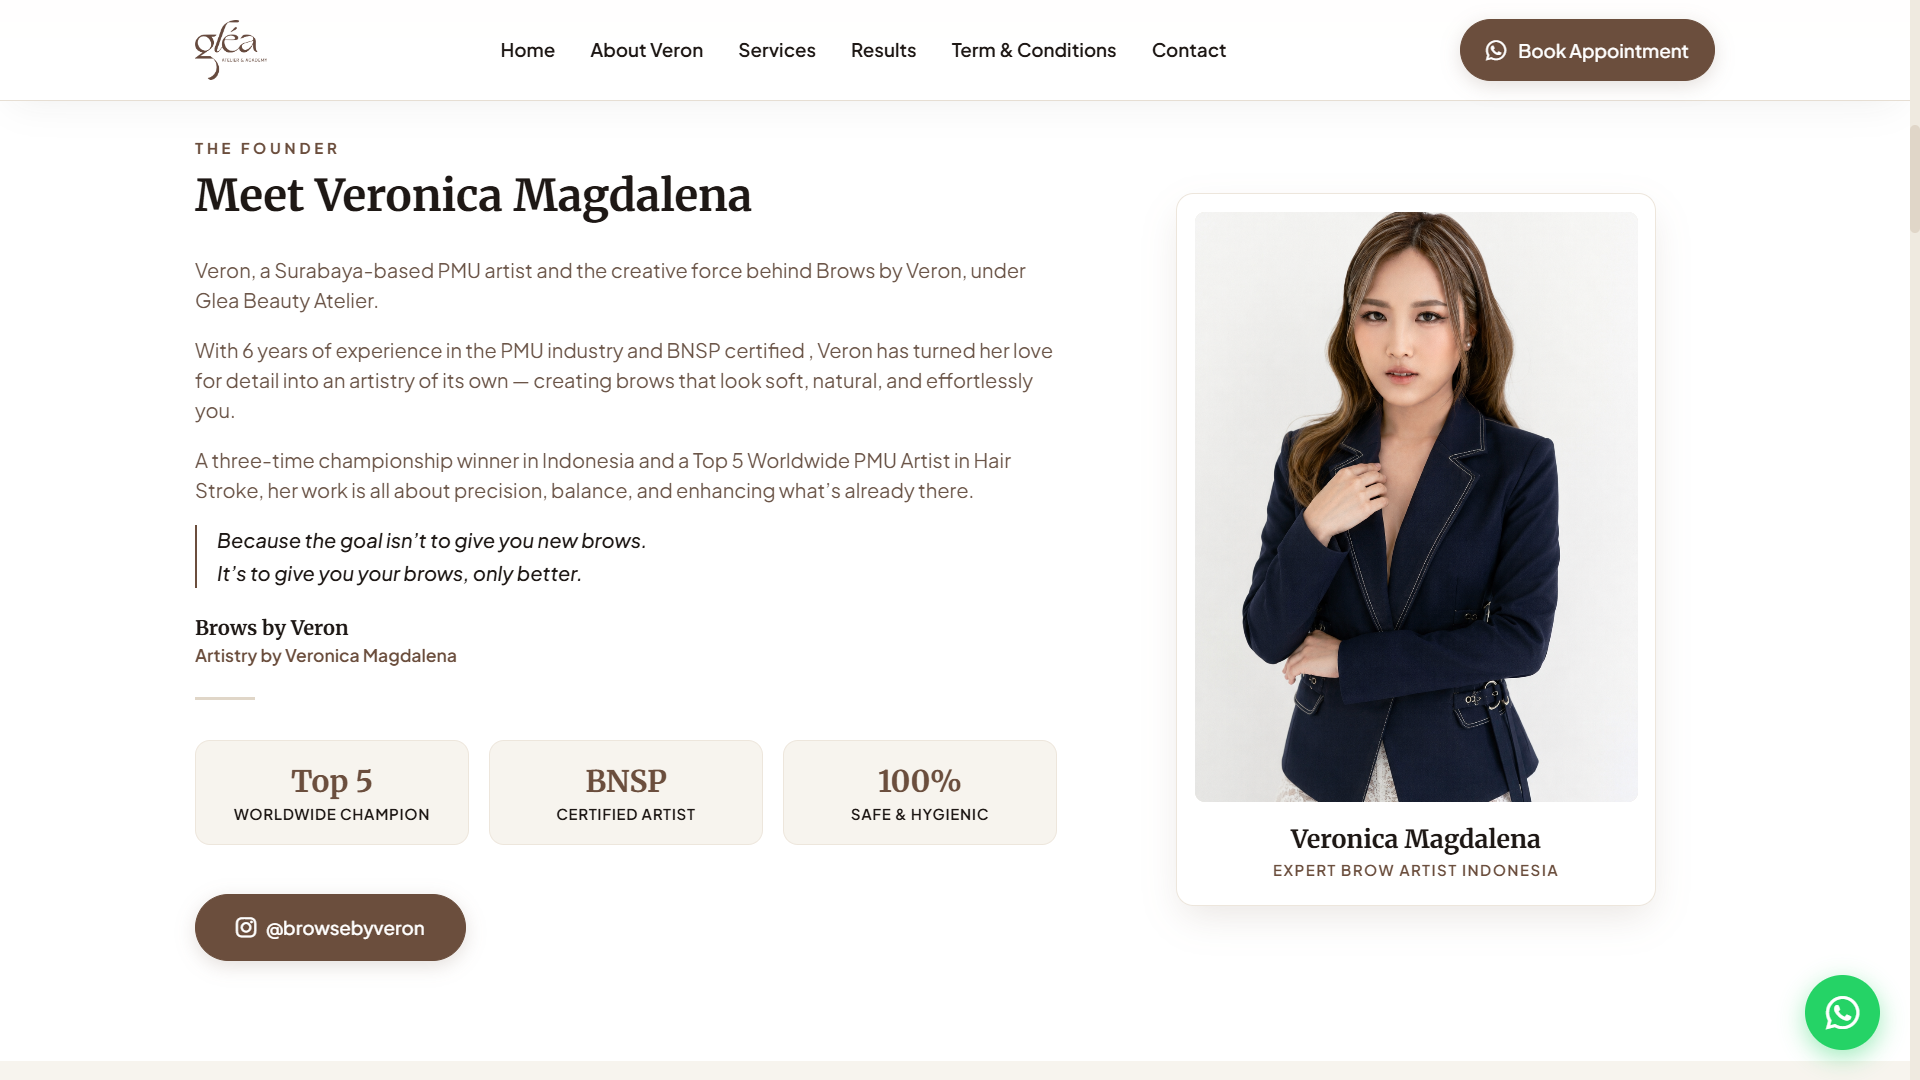 gléa
ATELIER & ACADEMY
Home
About Veron
Services
Results
Term & Conditions
Contact
Book Appointment
THE FOUNDER
Meet Veronica Magdalena
Veron, a Surabaya-based PMU artist and the creative force behind Brows by Veron, under
Glea Beauty Atelier.
With 6 years of experience in the PMU industry and BNSP certified , Veron has turned her love
for detail into an artistry of its own — creating brows that look soft, natural, and effortlessly
you.
A three-time championship winner in Indonesia and a Top 5 Worldwide PMU Artist in Hair
Stroke, her work is all about precision, balance, and enhancing what’s already there.
Because the goal isn’t to give you new brows.
It’s to give you your brows, only better.
Brows by Veron
Artistry by Veronica Magdalena
Top 5
WORLDWIDE CHAMPION
BNSP
CERTIFIED ARTIST
100%
SAFE & HYGIENIC
@browsebyveron
Veronica Magdalena
EXPERT BROW ARTIST INDONESIA